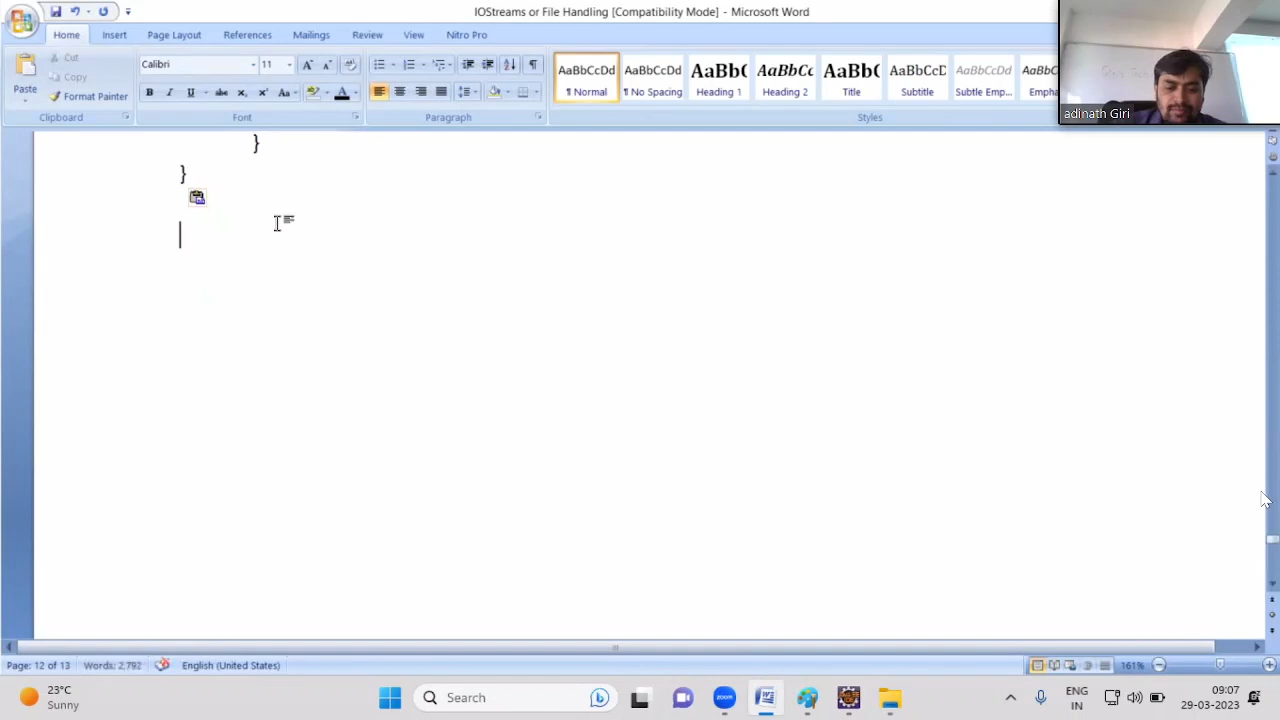 IOStreams or File Handling [Compatibility Mode] - Microsoft Word
Home Insert Page Layout References Mailings Review View Nitro Pro
Paste
Cut
Copy
Format Painter
Clipboard
Calibri 11
Font
Paragraph
AaBbCcDd AaBbCcDd AaBb( AaBbCc AaBb( AaBbCcD AaBbCcDd AaBbC
¶ Normal ¶ No Spacing Heading 1 Heading 2 Title Subtitle Subtle Emp... Empha
Styles
adinath Giri
}
}
Page: 12 of 13 Words: 2,792 English (United States) 161%
23°C
Sunny
Search
zoom
ENG
IN
09:07
29-03-2023